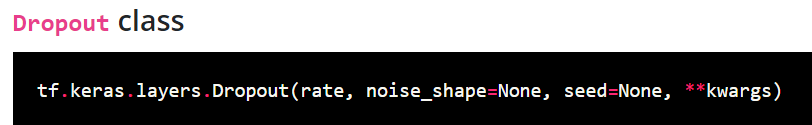 Dropout class
tf.keras.layers.Dropout(rate, noise_shape=None, seed=None, **kwargs)